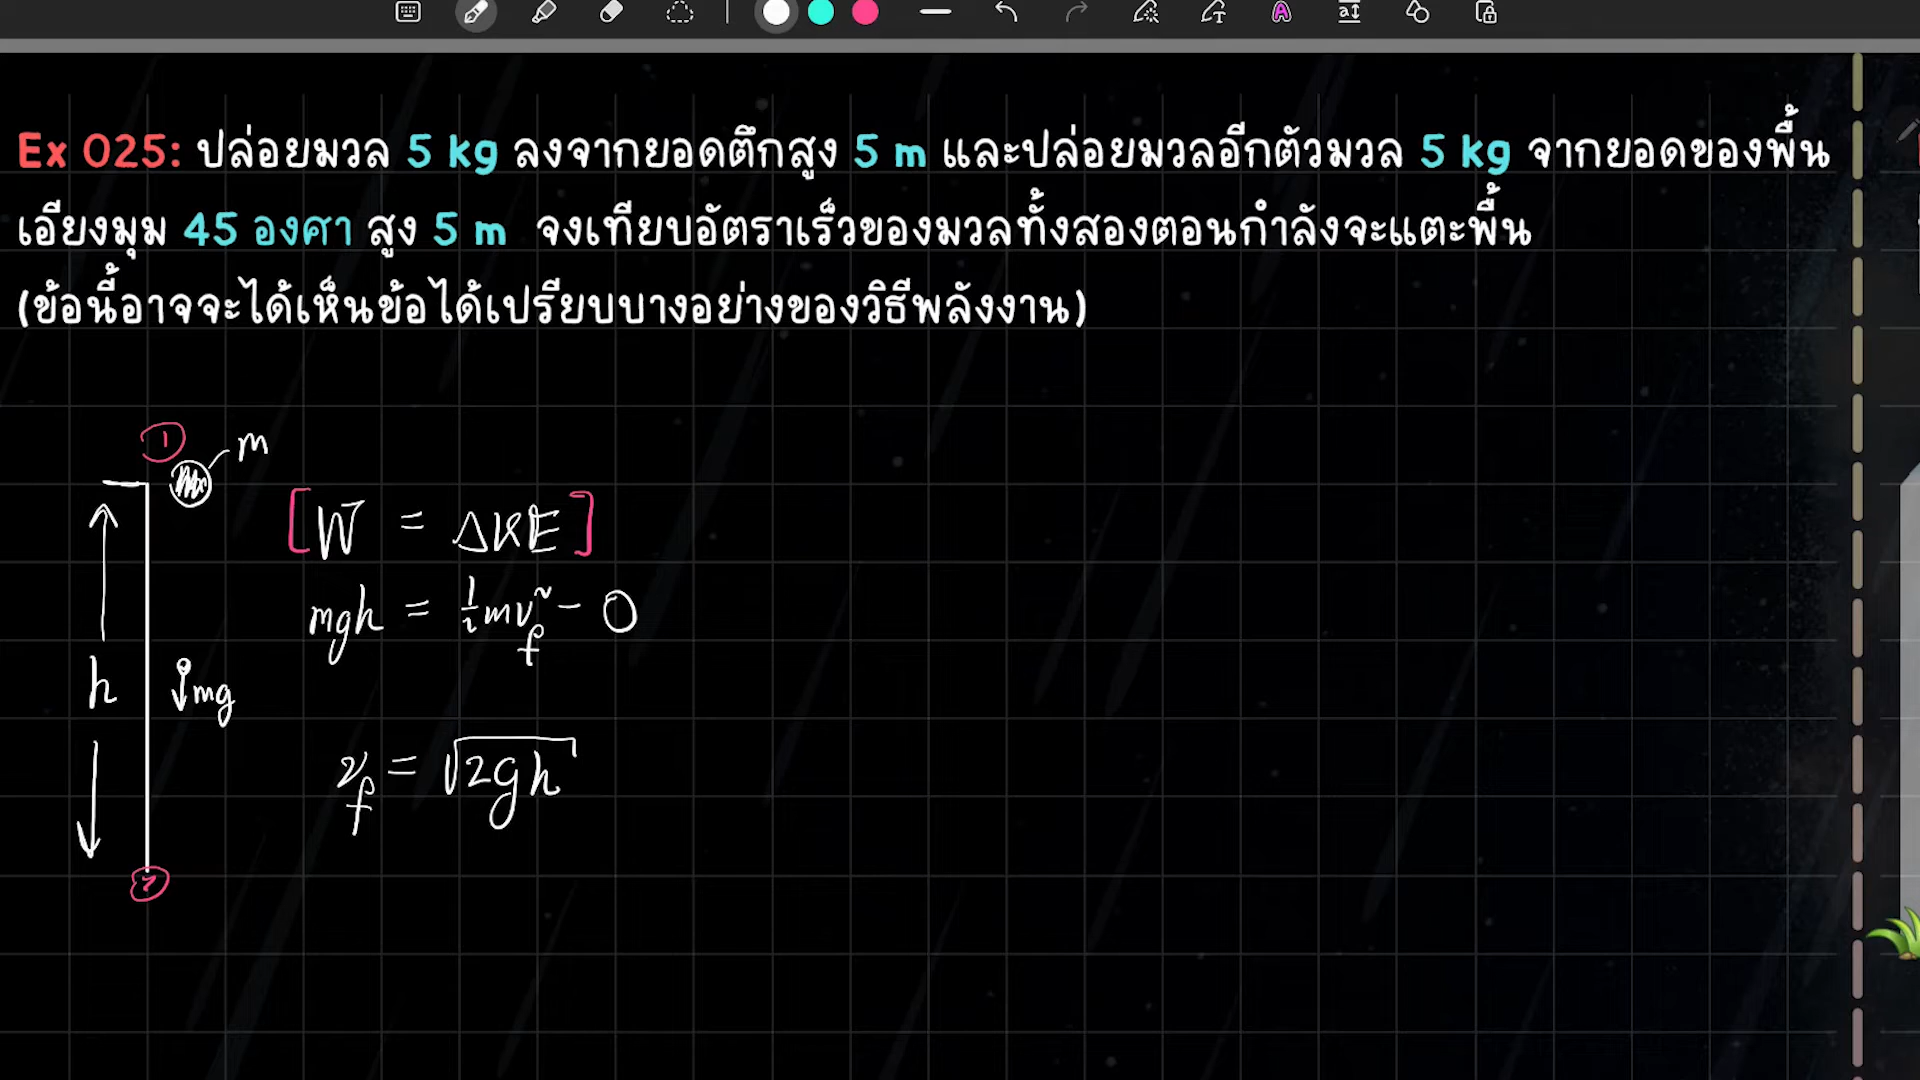 Ex 025: ปล่อยมวล 5 kg ลงจากยอดตึกสูง 5 m และปล่อยมวลอีกตัวมวล 5 kg จากยอดของพื้น
เอียงมุม 45 องศา สูง 5 m จงเทียบอัตราเร็วของมวลทั้งสองตอนกำลังจะแตะพื้น
(ข้อนี้อาจจะได้เห็นข้อได้เปรียบบางอย่างของวิธีพลังงาน)
①
m
[W = ΔKE]
mgh = ½mv_f² - 0
h
mg
v_f = √2gh
②